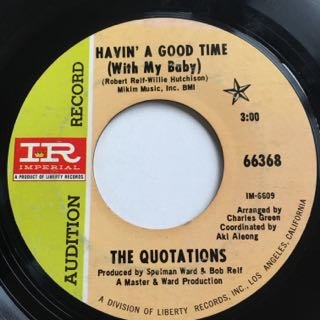 HAVIN' A GOOD TIME
(With My Baby)
(Robert Relf-Willie Hutchison)
Mikim Music, Inc. BMI
3:00
AUDITION RECORD
IR
IMPERIAL
A PRODUCT OF LIBERTY RECORDS
66368
IM-6609
Arranged by
Charles Green
Coordinated by
Aki Aleong
THE QUOTATIONS
Produced by Spelman Ward & Bob Relf
A Master & Ward Production
A DIVISION OF LIBERTY RECORDS, INC., LOS ANGELES, CALIFORNIA